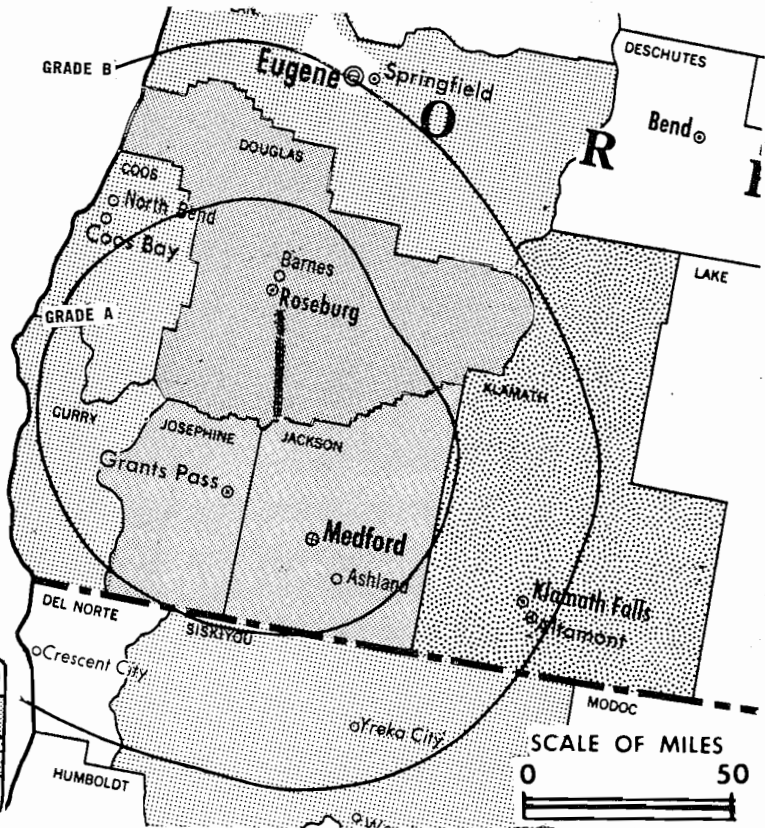 LANE
DESCHUTES
GRADE B
Eugene
Springfield
O
R
Bend
DOUGLAS
COOS
North Bend
Coos Bay
Barnes
Roseburg
LAKE
GRADE A
KLAMATH
CURRY
JOSEPHINE
JACKSON
Grants Pass
Medford
Ashland
Klamath Falls
Altamont
DEL NORTE
SISKIYOU
Crescent City
MODOC
Yreka City
SCALE OF MILES
0 50
HUMBOLDT